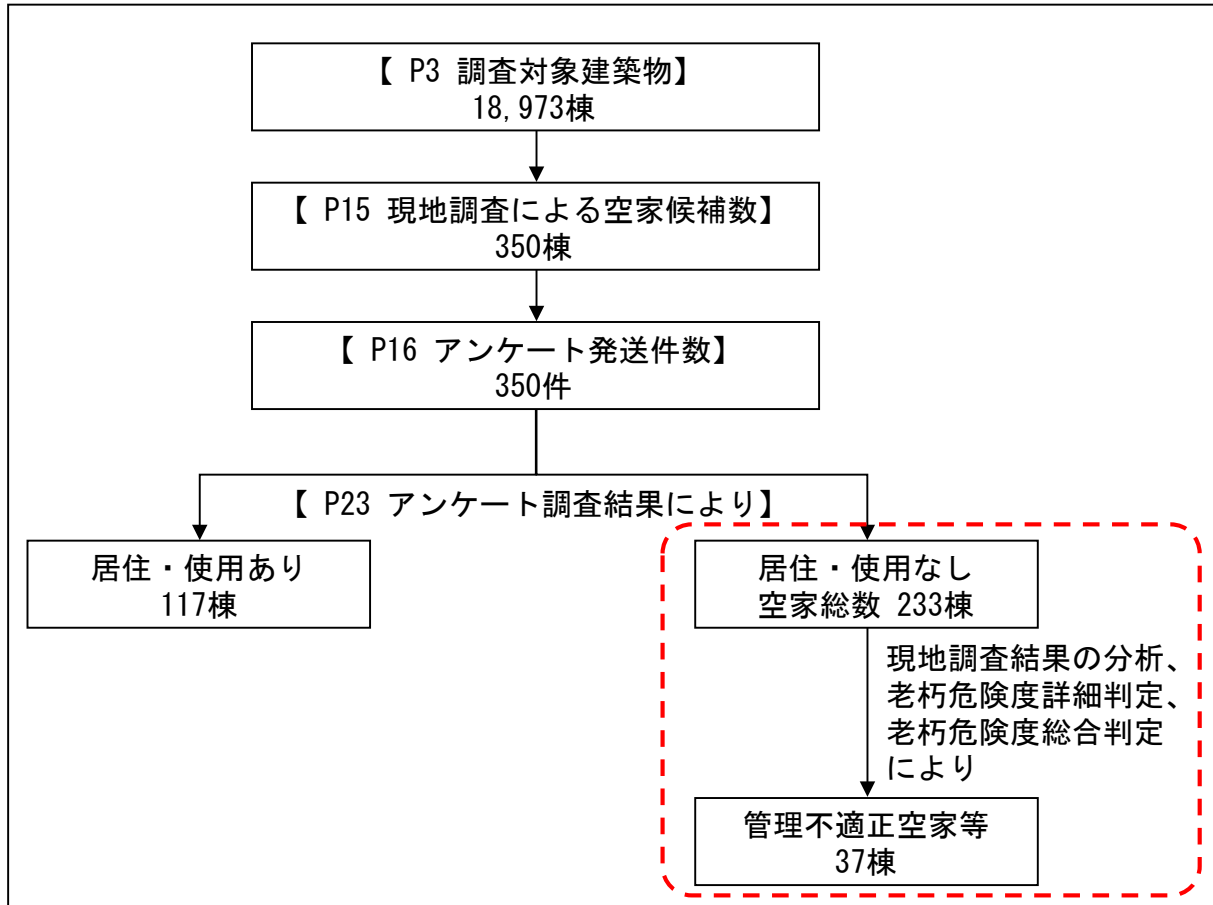 【 P3 調査対象建築物】
18,973棟
【 P15 現地調査による空家候補数】
350棟
【 P16 アンケート発送件数】
350件
【 P23 アンケート調査結果により】
居住・使用あり
117棟
居住・使用なし
空家総数 233棟
現地調査結果の分析、
老朽危険度詳細判定、
老朽危険度総合判定
により
管理不適正空家等
37棟